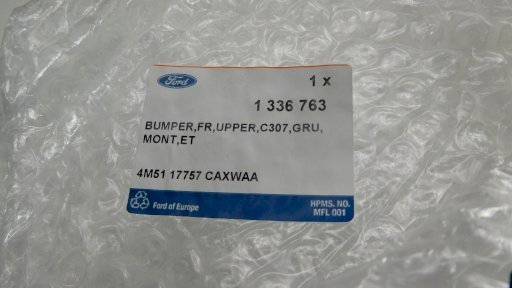 Ford
1 x
1 336 763
BUMPER,FR,UPPER,C307,GRU,
MONT,ET
4M51 17757 CAXWAA
Ford of Europe
HPMS. NO.
MFL 001